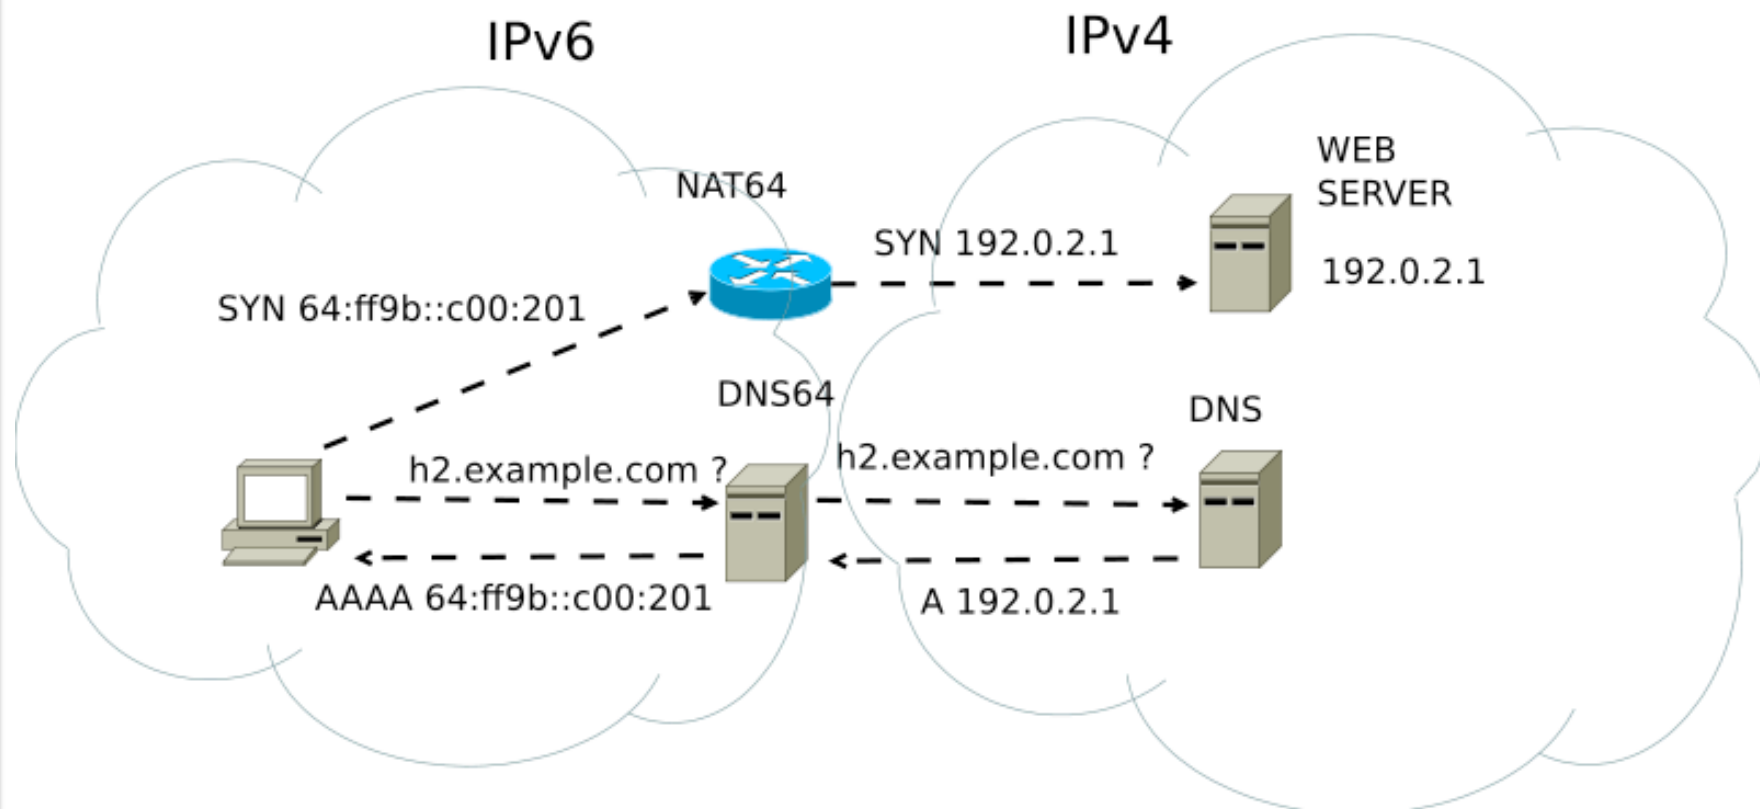 IPv6
IPv4
WEB
SERVER
192.0.2.1
NAT64
SYN 192.0.2.1
SYN 64:ff9b::c00:201
DNS64
DNS
h2.example.com ?
h2.example.com ?
AAAA 64:ff9b::c00:201
A 192.0.2.1